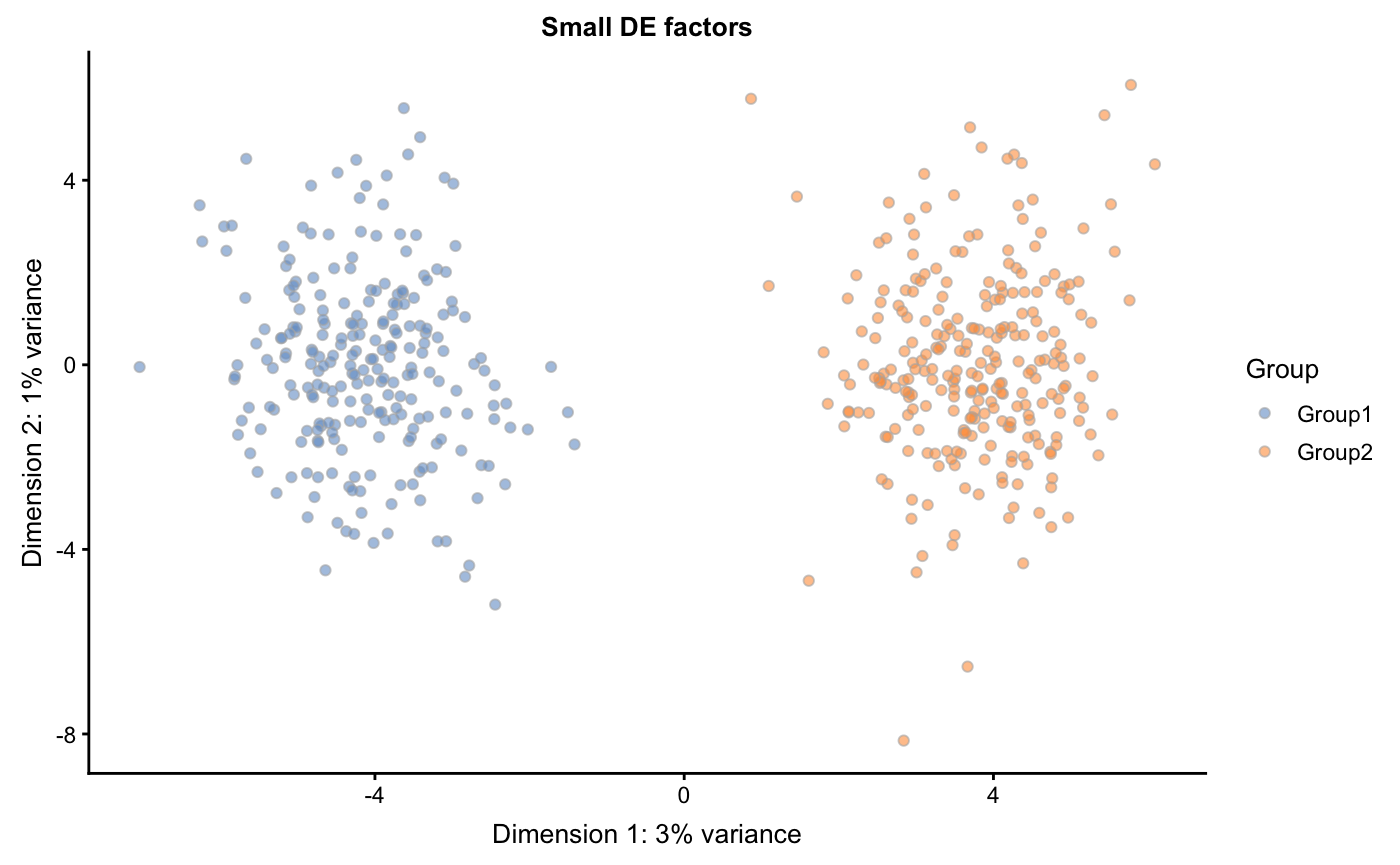 Small DE factors
4
0
-4
-8
Dimension 2: 1% variance
-4
0
4
Dimension 1: 3% variance
Group
Group1
Group2